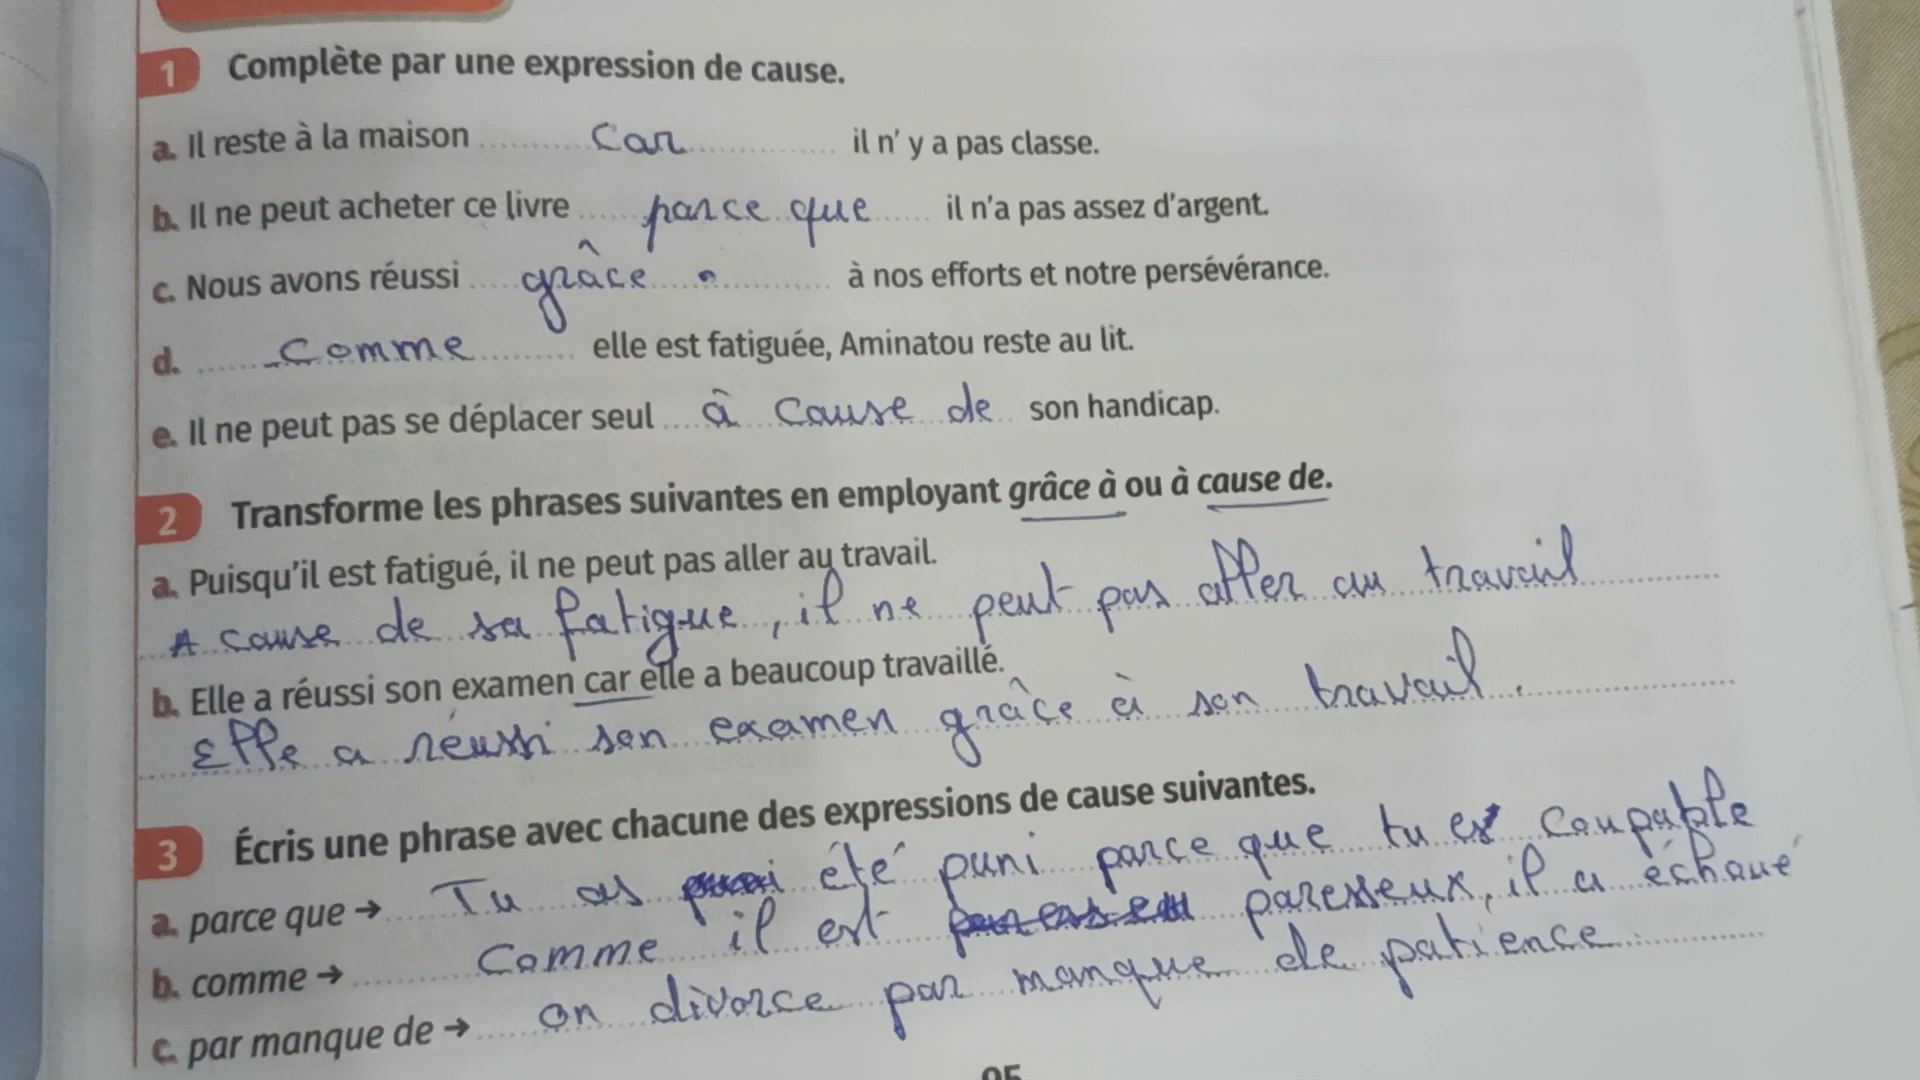 1 Complète par une expression de cause.
a. Il reste à la maison ......... Car ............... il n' y a pas classe.
b. Il ne peut acheter ce livre ..... parce que ..... il n'a pas assez d'argent.
c. Nous avons réussi .... grâce ............... à nos efforts et notre persévérance.
d. ...... Comme ........ elle est fatiguée, Aminatou reste au lit.
e. Il ne peut pas se déplacer seul .... à cause de .. son handicap.
2 Transforme les phrases suivantes en employant grâce à ou à cause de.
a. Puisqu'il est fatigué, il ne peut pas aller au travail.
A cause de sa fatigue, il ne peut pas aller au travail
b. Elle a réussi son examen car elle a beaucoup travaillé.
Elle a réussi son examen grâce à son travail.
3 Écris une phrase avec chacune des expressions de cause suivantes.
a. parce que → Tu as été puni parce que tu es coupable
b. comme → Comme il est paresseux, il a échoué
c. par manque de → on divorce par manque de patience